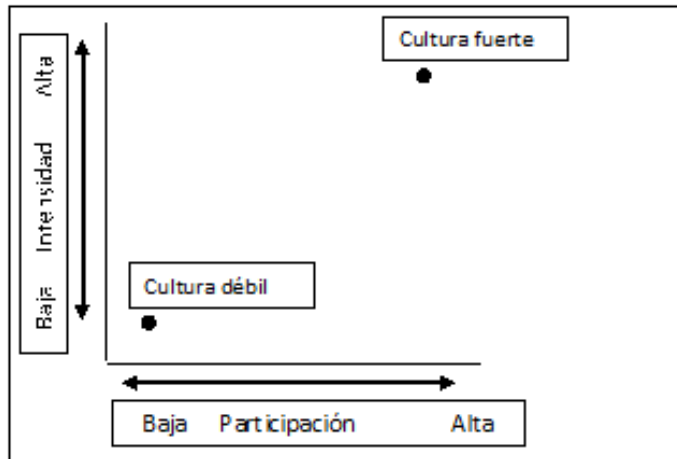 Cultura fuerte
Baja Intensidad Alta
Cultura débil
Baja Participación Alta